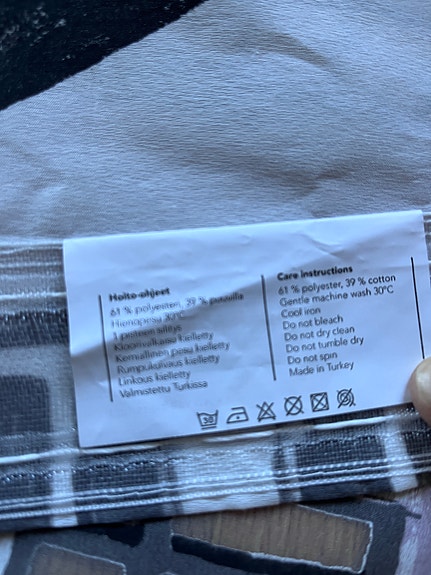 Hoito-ohjeet
61 % polyesteri, 39 % puuvilla
Hienopesu 30°C
1 pisteen silitys
Kloorivalkaisu kielletty
Kemiallinen pesu kielletty
Rumpukuivaus kielletty
Linkous kielletty
Valmistettu Turkissa
Care instructions
61 % polyester, 39 % cotton
Gentle machine wash 30°C
Cool iron
Do not bleach
Do not dry clean
Do not tumble dry
Do not spin
Made in Turkey
30